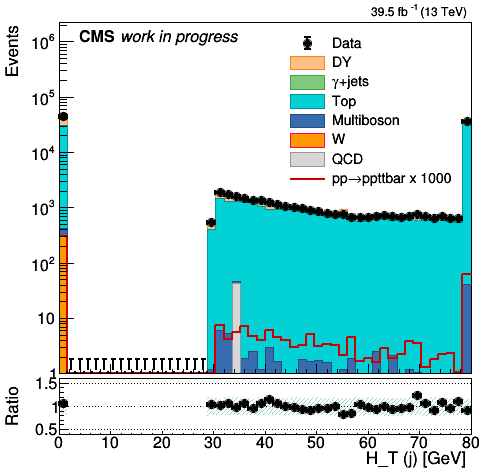 39.5 fb⁻¹ (13 TeV)
CMS work in progress
Events
10⁶
10⁵
10⁴
10³
10²
10
1
Data
DY
γ+jets
Top
Multiboson
W
QCD
pp→ppttbar x 1000
Ratio
1.5
1
0.5
0 10 20 30 40 50 60 70 80
H_T (j) [GeV]